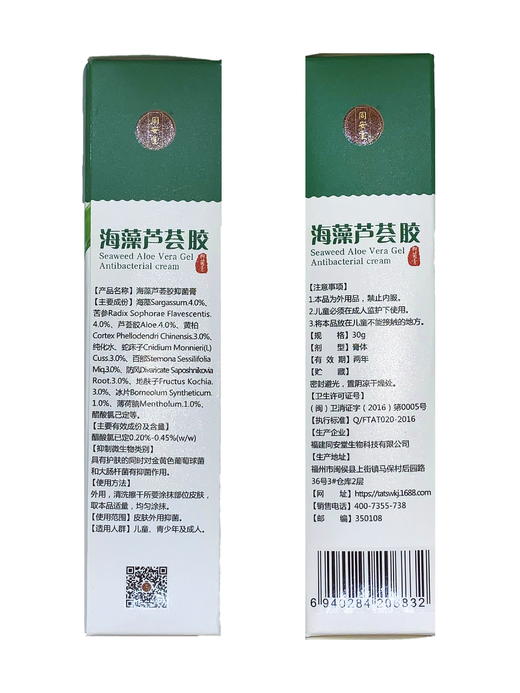 同安堂
海藻芦荟胶
Seaweed Aloe Vera Gel
Antibacterial cream
【产品名称】海藻芦荟胶抑菌膏
【主要成份】海藻Sargassum.4.0%、
苦参Radix Sophorae Flavescentis.
4.0%、芦荟胶Aloe.4.0%、黄柏
Cortex Phellodendri Chinensis.3.0%、
纯化水、蛇床子Cnidium Monnieri(L)
Cuss.3.0%、百部Stemona Sessilifolia
Miq.3.0%、防风Divaricate Saposhnikovia
Root.3.0%、地肤子Fructus Kochia.
3.0%、冰片Borneolum Syntheticum.
1.0%、薄荷脑Mentholum.1.0%、
醋酸氯己定等。
【主要有效成份及含量】
醋酸氯已定0.20%-0.45%(w/w)
【抑制微生物类别】
具有护肤的同时对金黄色葡萄球菌
和大肠杆菌有抑菌作用。
【使用方法】
外用，清洗擦干所要涂抹部位皮肤，
取本品适量，均匀涂抹。
【使用范围】皮肤外用抑菌。
【适用人群】儿童、青少年及成人。
同安堂
海藻芦荟胶
Seaweed Aloe Vera Gel
Antibacterial cream
【注意事项】
1.本品为外用品，禁止内服。
2.儿童必须在成人监护下使用。
3.将本品放在儿童不能接触的地方。
【规 格】30g
【剂 型】膏体
【有 效 期】两年
【贮 藏】
密封避光，置阴凉干燥处。
【卫生许可证号】
（闽）卫消证字（2016）第0005号
【执行标准】Q/FTAT020-2016
【生产企业】
福建同安堂生物科技有限公司
【生产地址】
福州市闽侯县上街镇马保村后园路
36号3#仓库2层
【网 址】https://tatswkj.1688.com
【销售电话】400-7355-738
【邮 编】350108
6 940284 206832